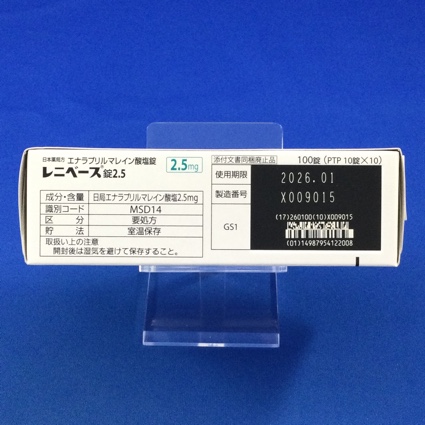 日本薬局方 エナラプリルマレイン酸塩錠
レニベース®錠2.5
2.5mg
成分・含量 日局エナラプリルマレイン酸塩2.5mg
識別コード MSD14
区分 要処方
貯法 室温保存
取扱い上の注意
開封後は湿気を避けて保存すること。
添付文書同梱廃止品
100錠（PTP 10錠×10）
使用期限 2026.01
製造番号 X009015
GS1
(17)260100(10)X009015
(01)14987954122008